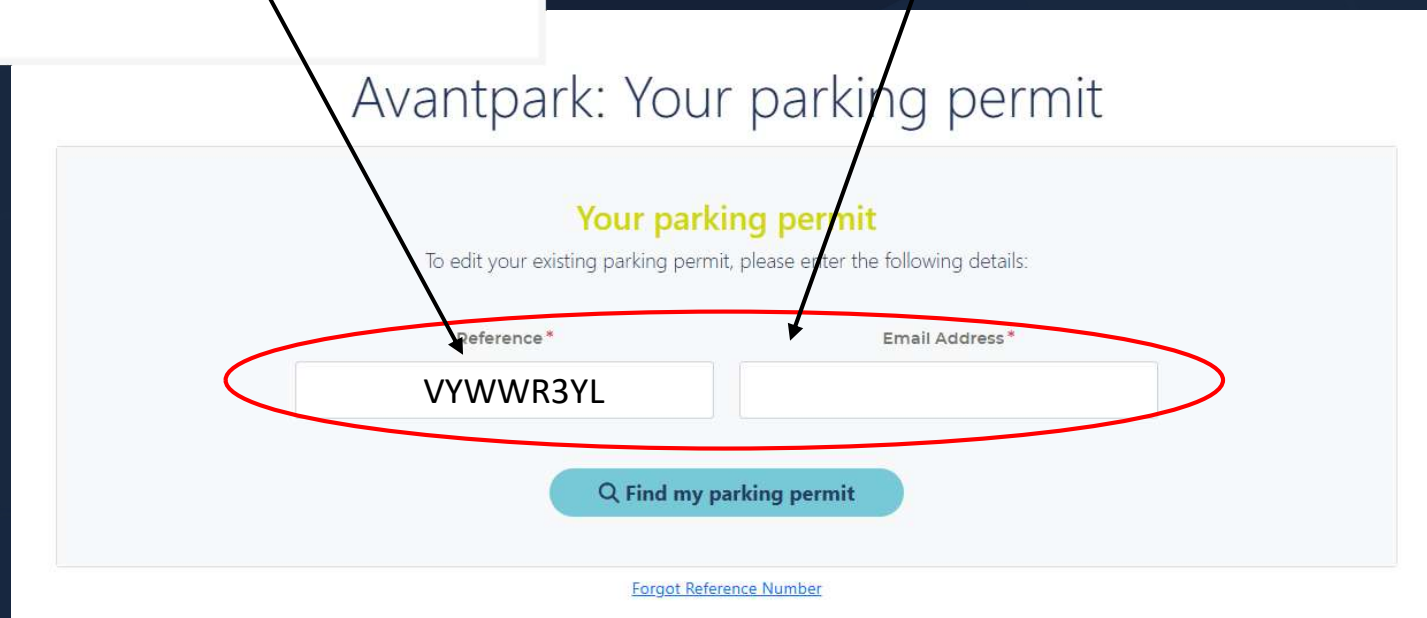 Avantpark: Your parking permit
Your parking permit
To edit your existing parking permit, please enter the following details:
Reference* Email Address*
VYWWR3YL
Find my parking permit
Forgot Reference Number